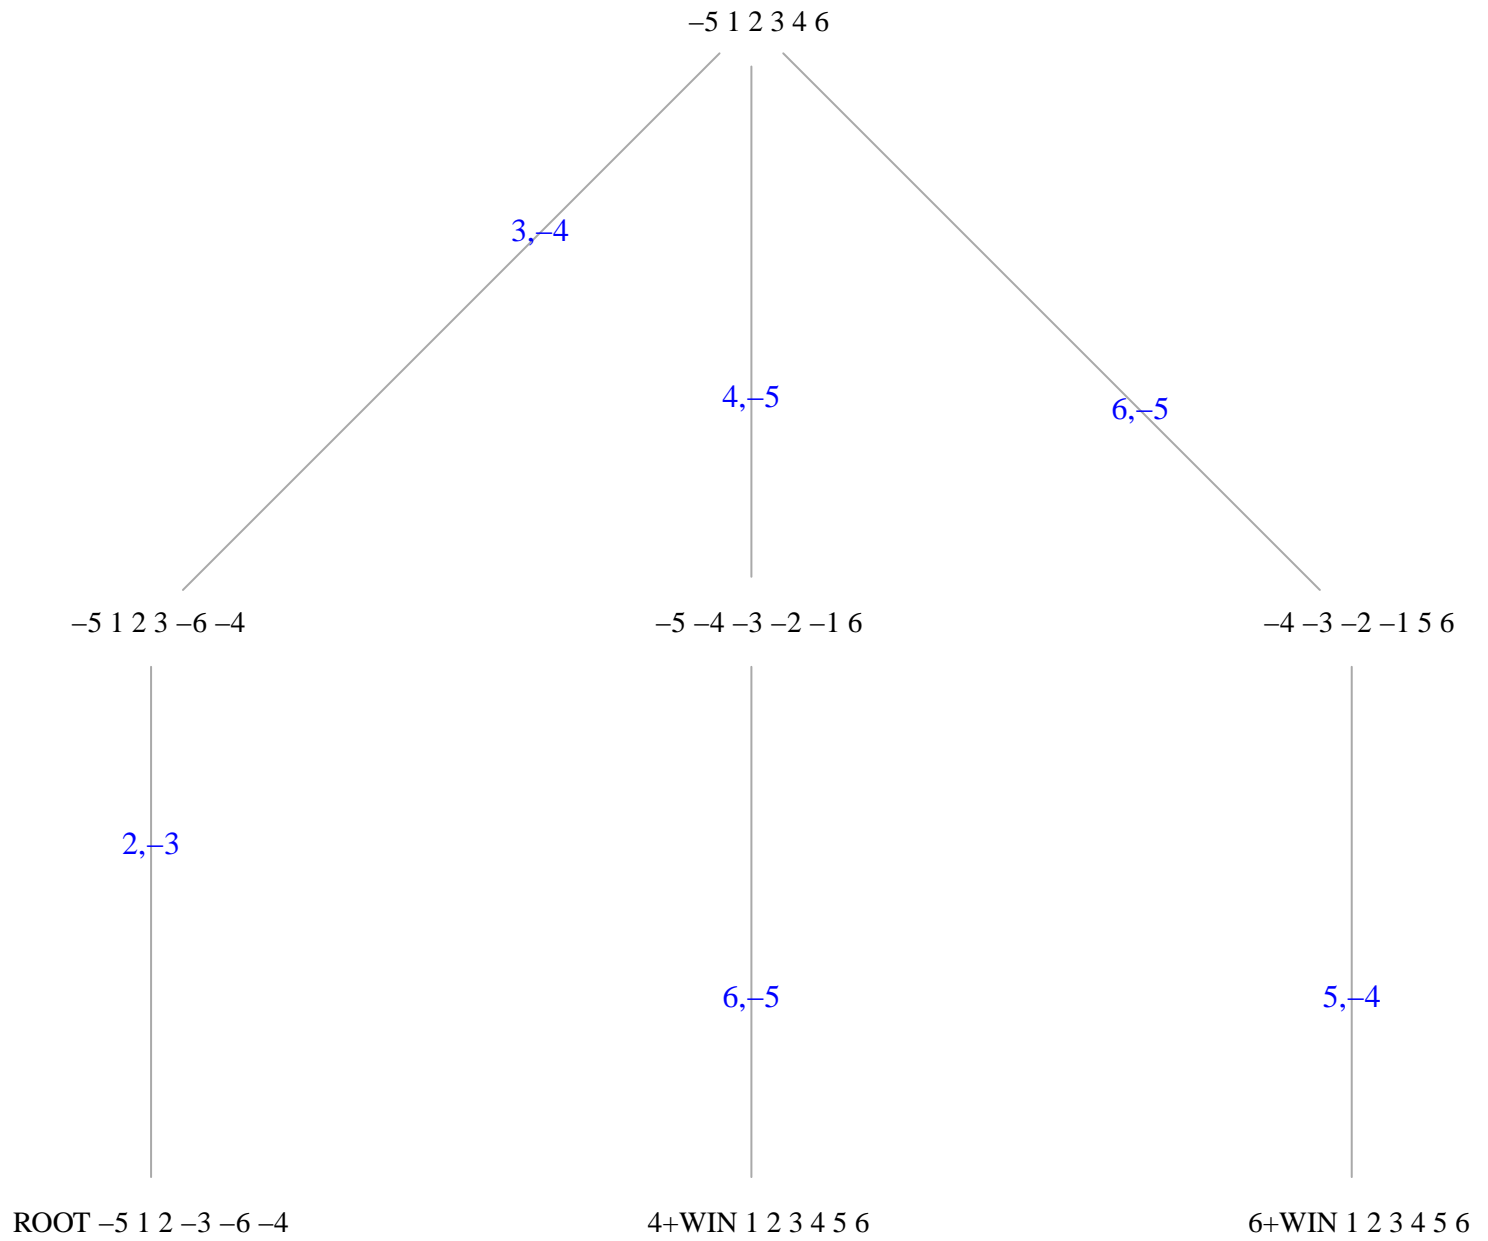 –5 1 2 3 4 6
3,–4
4,–5
6,–5
–5 1 2 3 –6 –4
–5 –4 –3 –2 –1 6
–4 –3 –2 –1 5 6
2,–3
6,–5
5,–4
ROOT –5 1 2 –3 –6 –4
4+WIN 1 2 3 4 5 6
6+WIN 1 2 3 4 5 6